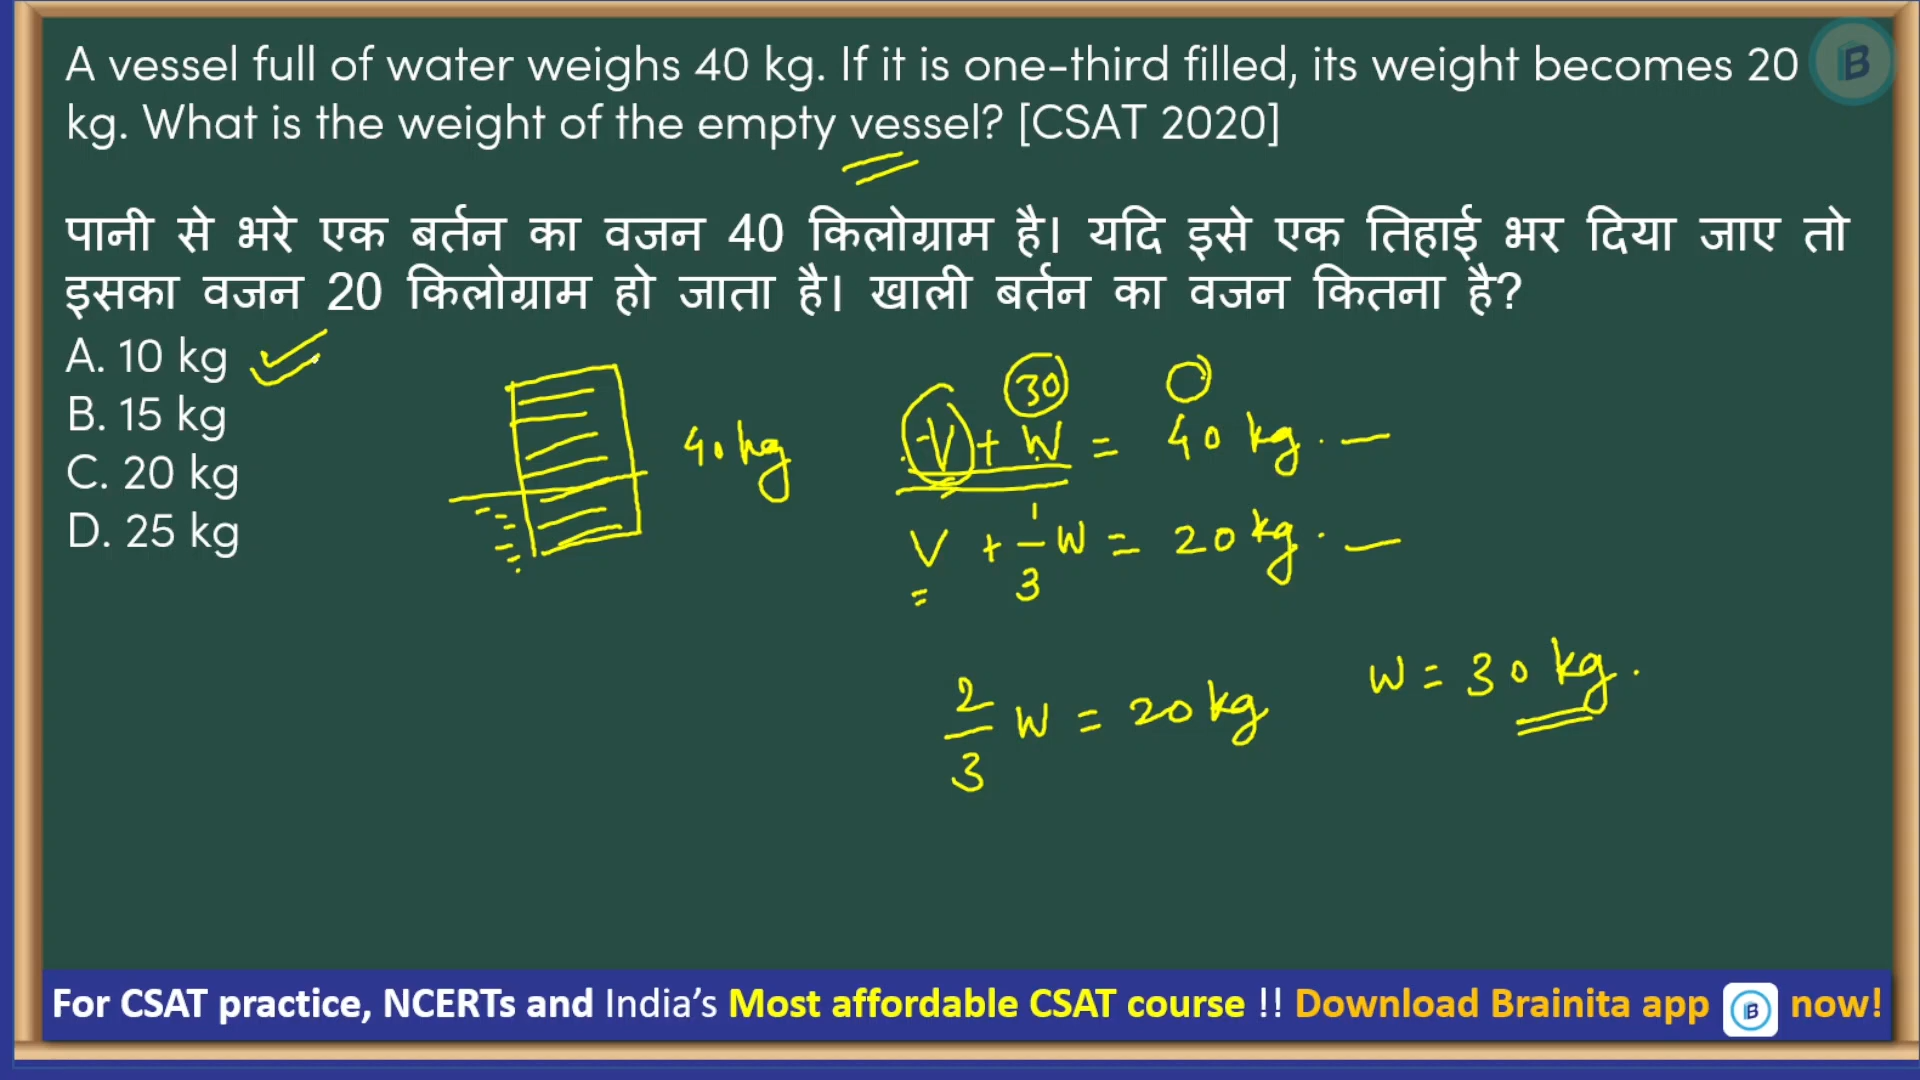 A vessel full of water weighs 40 kg. If it is one-third filled, its weight becomes 20
kg. What is the weight of the empty vessel? [CSAT 2020]
पानी से भरे एक बर्तन का वजन 40 किलोग्राम है। यदि इसे एक तिहाई भर दिया जाए तो
इसका वजन 20 किलोग्राम हो जाता है। खाली बर्तन का वजन कितना है?
A. 10 kg
B. 15 kg
C. 20 kg
D. 25 kg
40 kg
30
V + W = 40 kg. —
V + 1/3 W = 20 kg. —
2/3 W = 20 kg
W = 30 kg.
For CSAT practice, NCERTs and India's Most affordable CSAT course !! Download Brainita app B now!
B